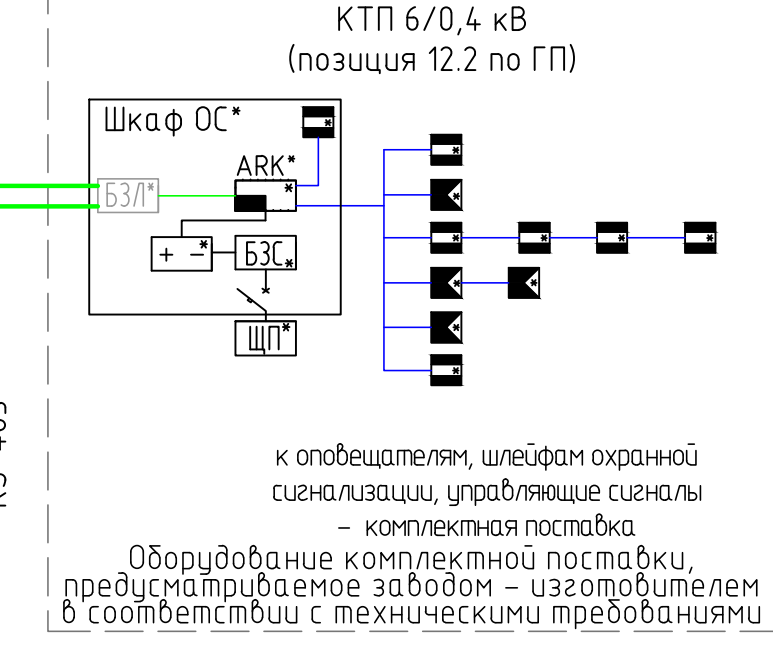 КТП 6/0,4 кВ
(позиция 12.2 по ГП)
Шкаф ОС*
*
ARK*
*
БЗЛ*
+ -*
БЗС*
*
ЩП*
*
*
*
*
*
*
*
*
*
*
к оповещателям, шлейфам охранной
сигнализации, управляющие сигналы
- комплектная поставка
Оборудование комплектной поставки,
предусматриваемое заводом - изготовителем
в соответствии с техническими требованиями